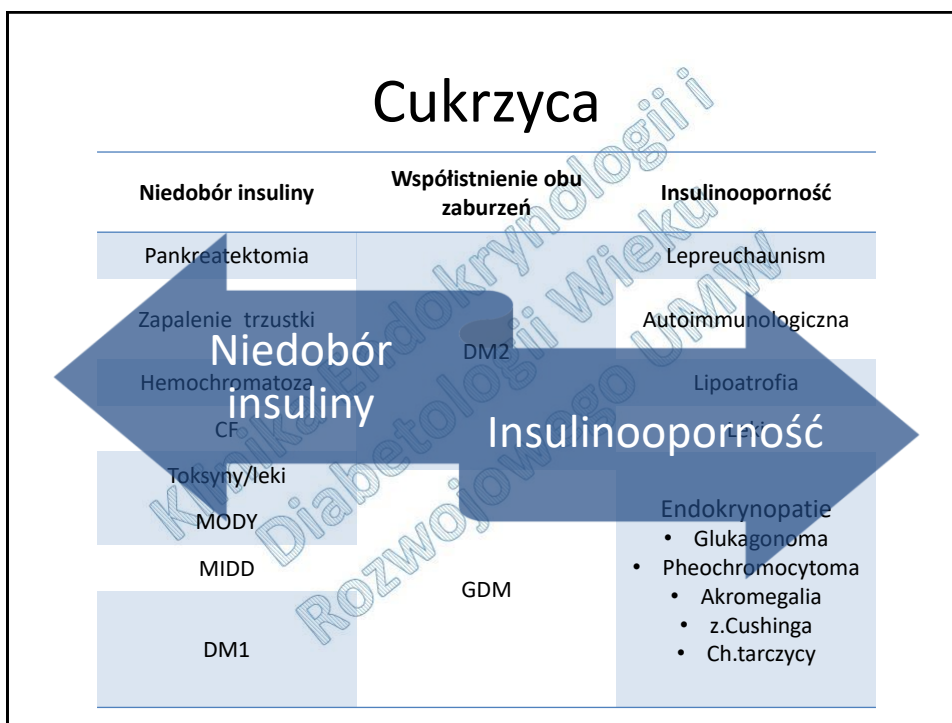 Cukrzyca
Niedobór insuliny
Współistnienie obu
zaburzeń
Insulinooporność
Pankreatektomia
Lepreuchaunism
Zapalenie trzustki
Autoimmunologiczna
DM2
Hemochromatoza
Lipoatrofia
CF
Leki
Toksyny/leki
MODY
MIDD
DM1
GDM
Endokrynopatie
• Glukagonoma
• Pheochromocytoma
• Akromegalia
• z.Cushinga
• Ch.tarczycy
Niedobór
insuliny
Insulinooporność
Klinika Endokrynologii i
Diabetologii Wieku
Rozwojowego UMW